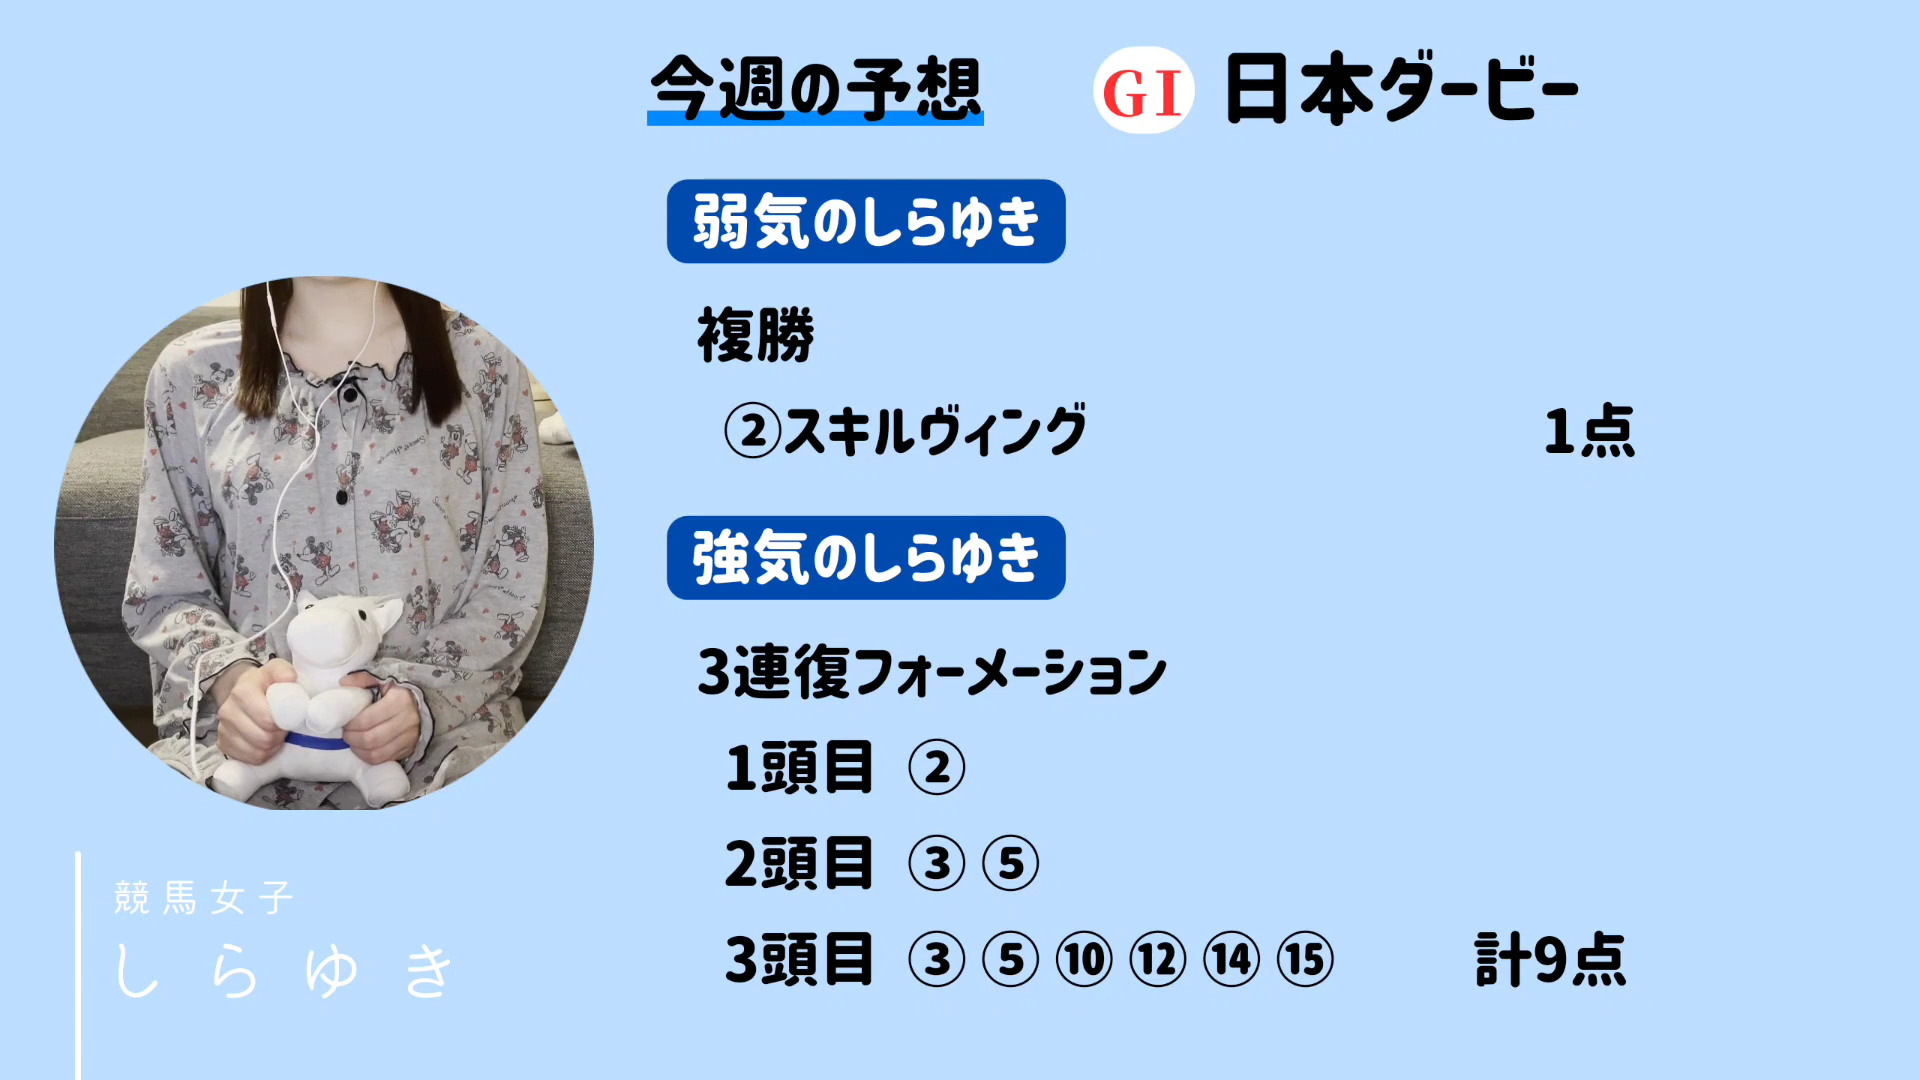 今週の予想 GI 日本ダービー
弱気のしらゆき
複勝
②スキルヴィング 1点
強気のしらゆき
3連復フォーメーション
1頭目 ②
2頭目 ③ ⑤
3頭目 ③ ⑤ ⑩ ⑫ ⑭ ⑮ 計9点
競馬女子
しらゆき